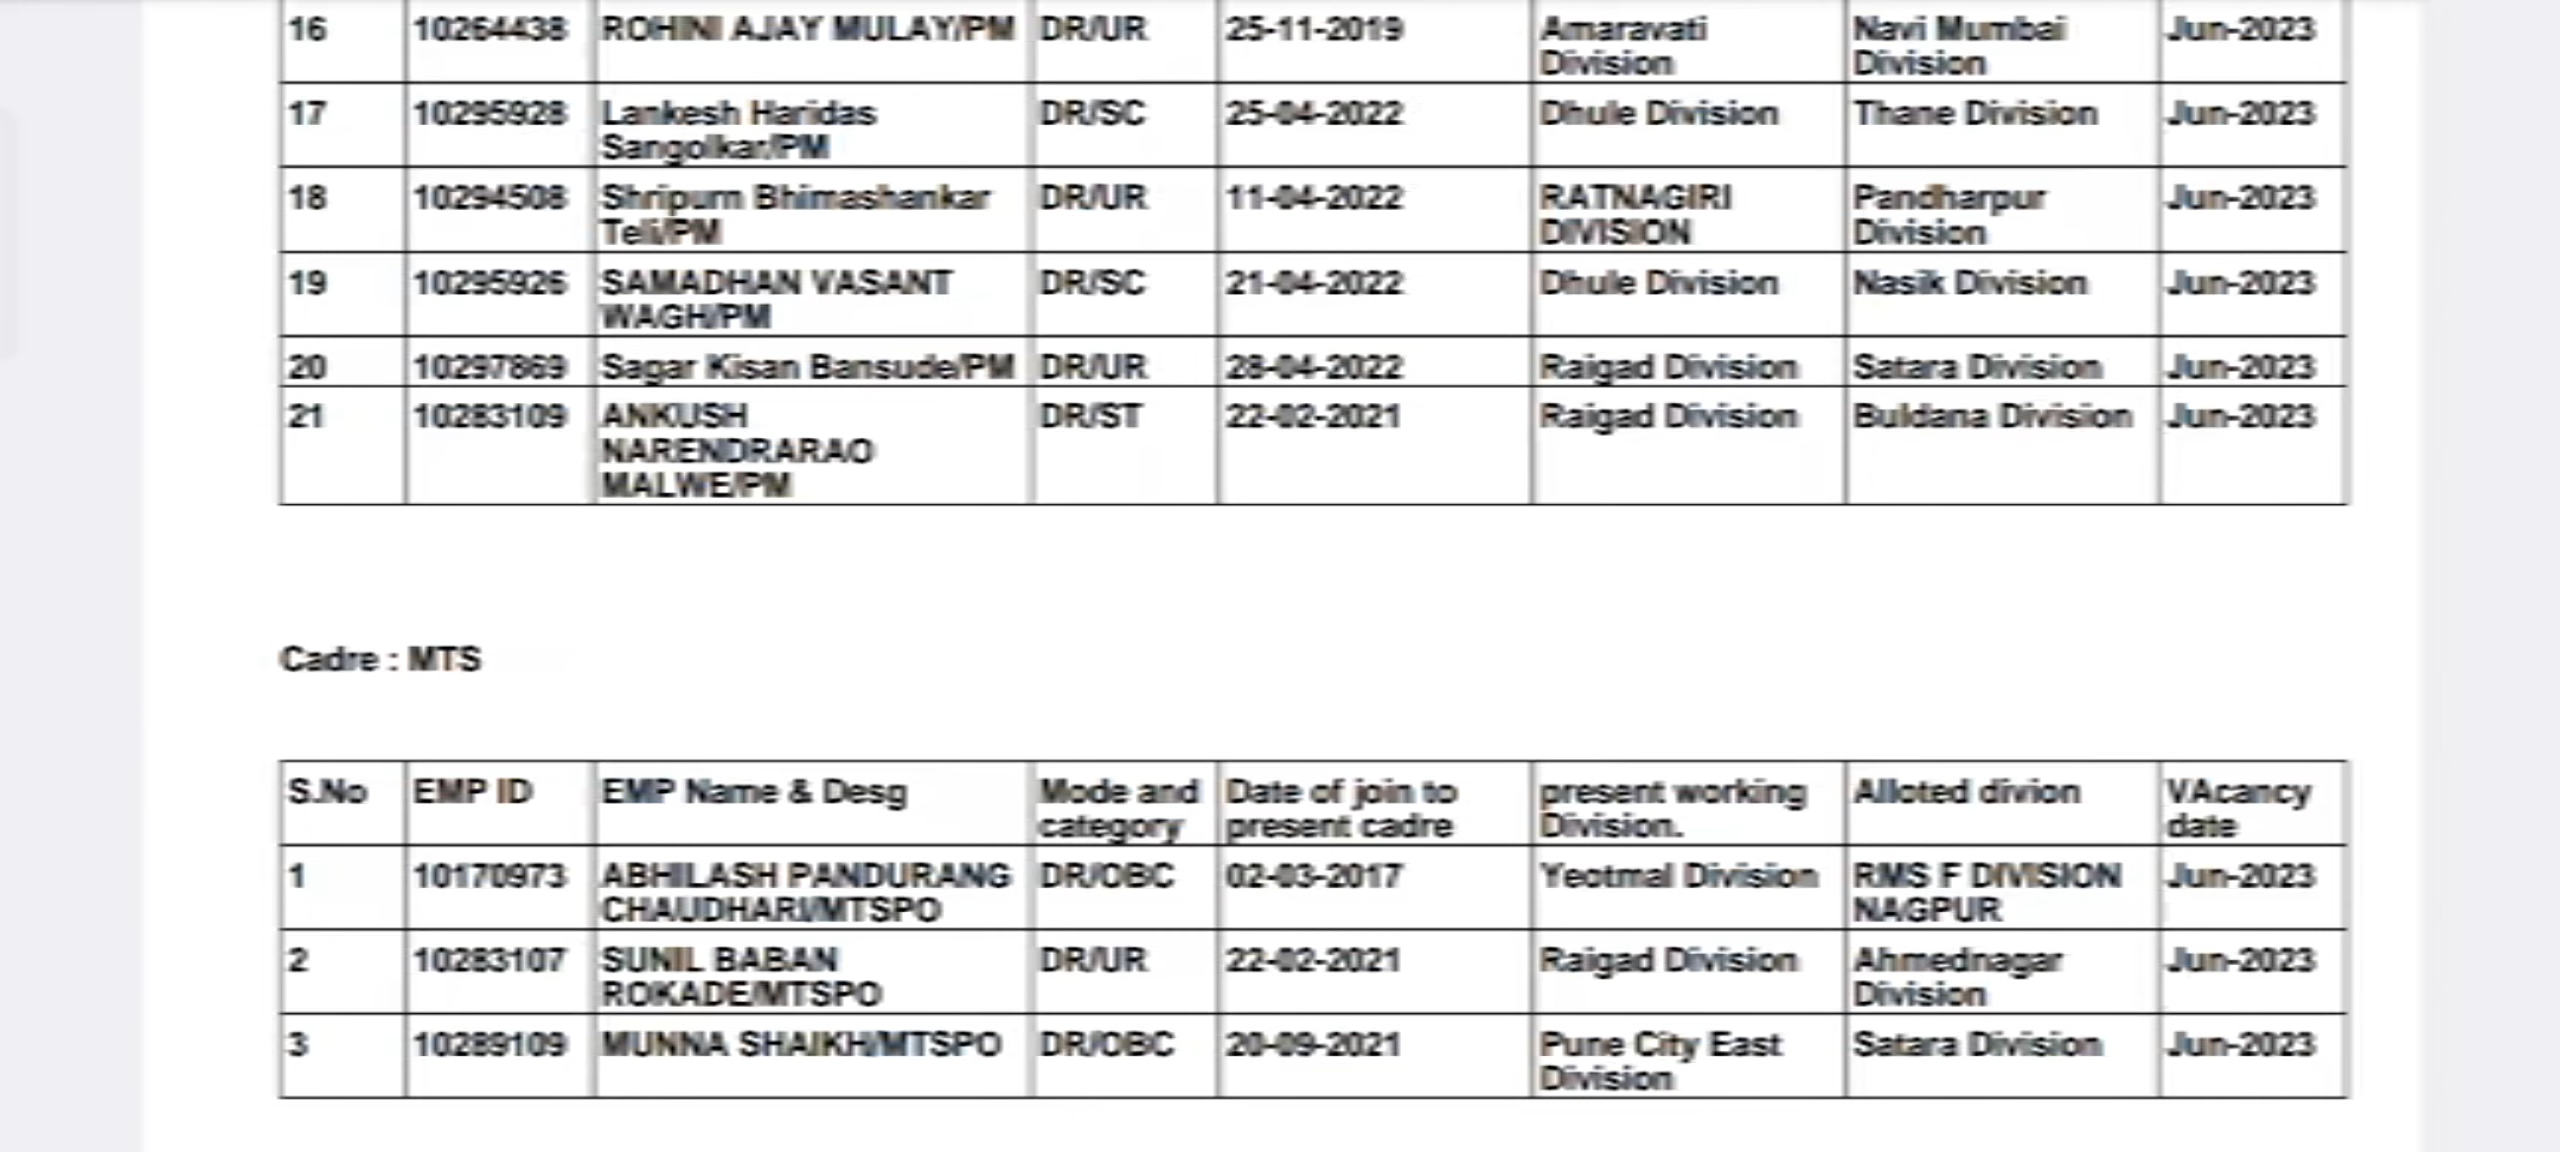 16 10264438 ROHINI AJAY MULAY/PM DR/UR 25-11-2019 Amaravati Navi Mumbai Jun-2023
Division Division
17 10295928 Lankesh Haridas DR/SC 25-04-2022 Dhule Division Thane Division Jun-2023
Sangolkar/PM
18 10294508 Shripurn Bhimashankar DR/UR 11-04-2022 RATNAGIRI Pandharpur Jun-2023
Teli/PM DIVISION Division
19 10295926 SAMADHAN VASANT DR/SC 21-04-2022 Dhule Division Nasik Division Jun-2023
WAGH/PM
20 10297869 Sagar Kisan Bansude/PM DR/UR 28-04-2022 Raigad Division Satara Division Jun-2023
21 10283109 ANKUSH DR/ST 22-02-2021 Raigad Division Buldana Division Jun-2023
NARENDRARAO
MALWE/PM
Cadre : MTS
S.No EMP ID EMP Name & Desg Mode and Date of join to present working Alloted divion VAcancy
category present cadre Division. date
1 10170973 ABHILASH PANDURANG DR/OBC 02-03-2017 Yeotmal Division RMS F DIVISION Jun-2023
CHAUDHARI/MTSPO NAGPUR
2 10283107 SUNIL BABAN DR/UR 22-02-2021 Raigad Division Ahmednagar Jun-2023
ROKADE/MTSPO Division
3 10289109 MUNNA SHAIKH/MTSPO DR/OBC 20-09-2021 Pune City East Satara Division Jun-2023
Division